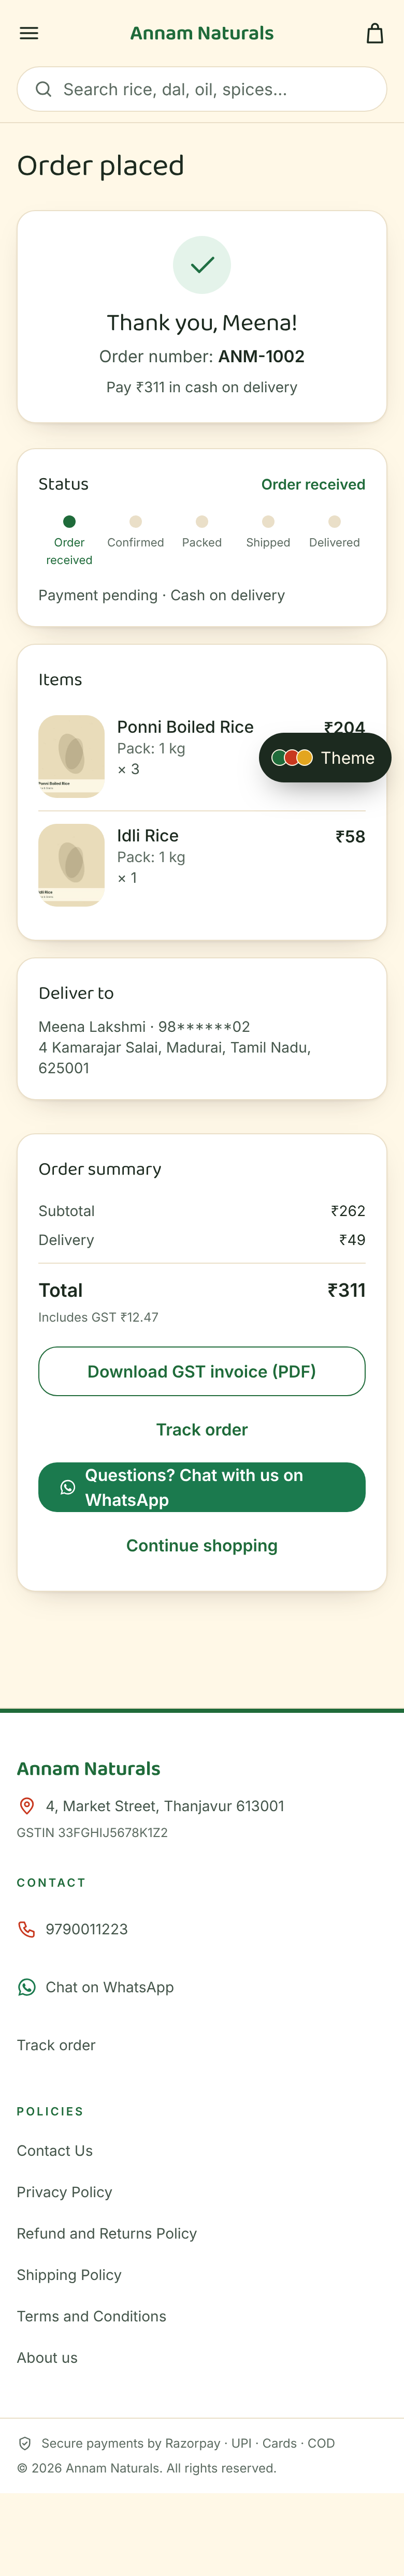 Annam Naturals
Search rice, dal, oil, spices...
Order placed
Thank you, Meena!
Order number: ANM-1002
Pay ₹311 in cash on delivery
Status
Order received
Order received
Confirmed
Packed
Shipped
Delivered
Payment pending · Cash on delivery
Items
Ponni Boiled Rice
₹204
Pack: 1 kg
× 3
Ponni Boiled Rice
Theme
Idli Rice
₹58
Pack: 1 kg
× 1
Idli Rice
Deliver to
Meena Lakshmi · 98******02
4 Kamarajar Salai, Madurai, Tamil Nadu,
625001
Order summary
Subtotal
₹262
Delivery
₹49
Total
₹311
Includes GST ₹12.47
Download GST invoice (PDF)
Track order
Questions? Chat with us on
WhatsApp
Continue shopping
Annam Naturals
4, Market Street, Thanjavur 613001
GSTIN 33FGHIJ5678K1Z2
CONTACT
9790011223
Chat on WhatsApp
Track order
POLICIES
Contact Us
Privacy Policy
Refund and Returns Policy
Shipping Policy
Terms and Conditions
About us
Secure payments by Razorpay · UPI · Cards · COD
© 2026 Annam Naturals. All rights reserved.